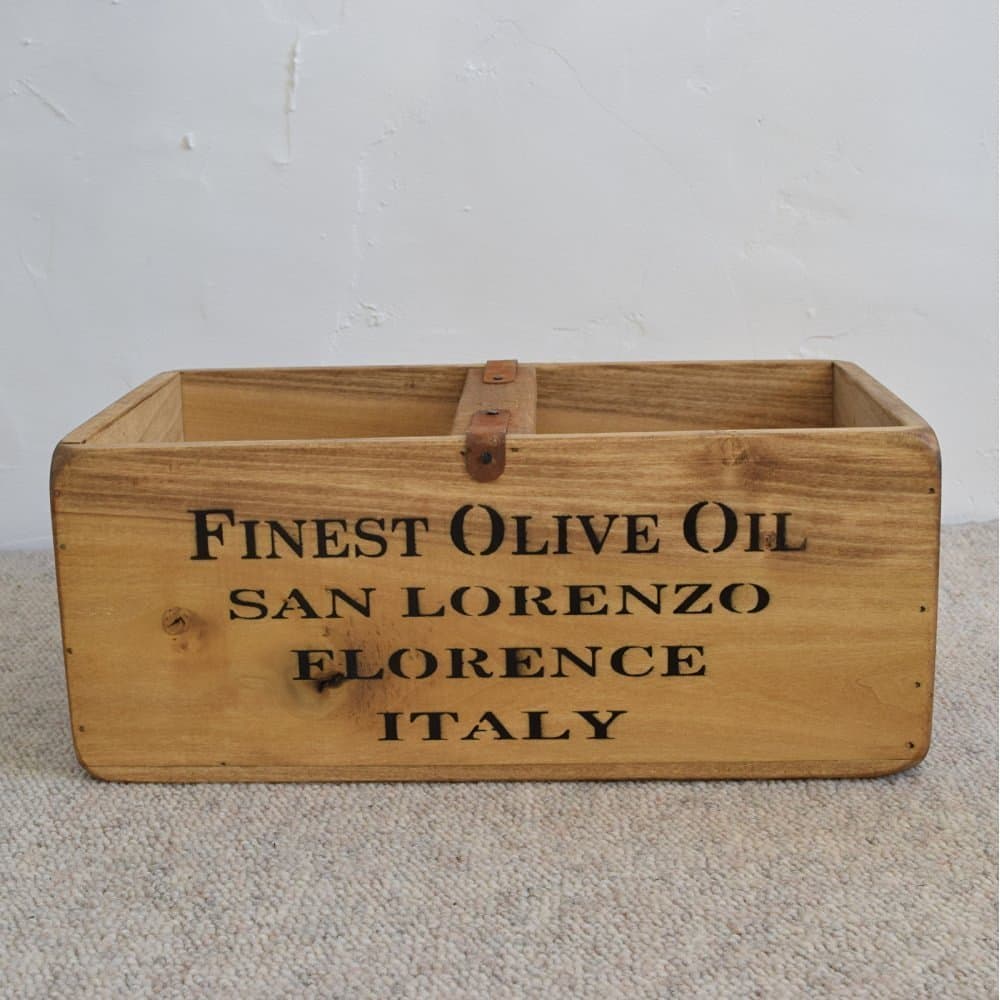 Finest Olive Oil
SAN LORENZO
FLORENCE
ITALY